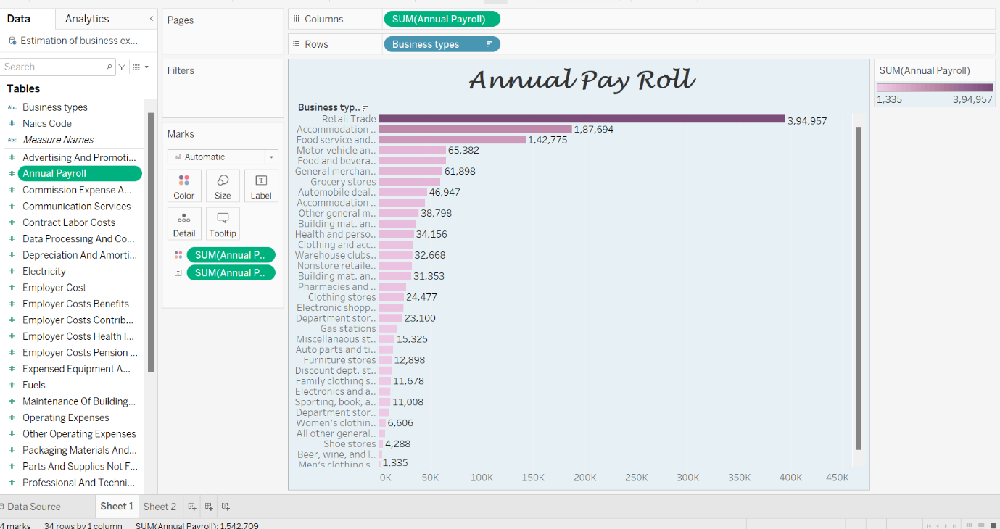 Data
Analytics
Pages
Columns
SUM(Annual Payroll)
Estimation of business ex...
Rows
Business types
Search
Filters
Tables
Business types
Naics Code
Measure Names
Advertising And Promoti...
Annual Payroll
Commission Expense A...
Communication Services
Contract Labor Costs
Data Processing And Co...
Depreciation And Amorti...
Electricity
Employer Cost
Employer Costs Benefits
Employer Costs Contrib...
Employer Costs Health I...
Employer Costs Pension ...
Expensed Equipment A...
Fuels
Maintenance Of Building...
Operating Expenses
Other Operating Expenses
Packaging Materials And...
Parts And Supplies Not F...
Professional And Techni...
Marks
Automatic
Color
Size
Label
Detail
Tooltip
SUM(Annual P..
SUM(Annual P..
Annual Pay Roll
Business typ..
Retail Trade 3,94,957
Accommodation .. 1,87,694
Food service and.. 1,42,775
Motor vehicle an.. 65,382
Food and bevera..
General merchan.. 61,898
Grocery stores
Automobile deal.. 46,947
Accommodation ..
Other general m.. 38,798
Building mat. an..
Health and perso.. 34,156
Clothing and acc..
Warehouse clubs.. 32,668
Nonstore retaile..
Building mat. an.. 31,353
Pharmacies and ..
Clothing stores 24,477
Electronic shopp..
Department stor.. 23,100
Gas stations
Miscellaneous st.. 15,325
Auto parts and ti..
Furniture stores 12,898
Discount dept. st..
Family clothing s.. 11,678
Electronics and a..
Sporting, book, a.. 11,008
Department stor..
Women's clothin.. 6,606
All other general..
Shoe stores 4,288
Beer, wine, and l..
Men's clothing s.. 1,335
0K 50K 100K 150K 200K 250K 300K 350K 400K 450K
SUM(Annual Payroll)
1,335 3,94,957
Data Source
Sheet 1
Sheet 2
marks 34 rows by 1 column SUM(Annual Payroll): 1,542,709